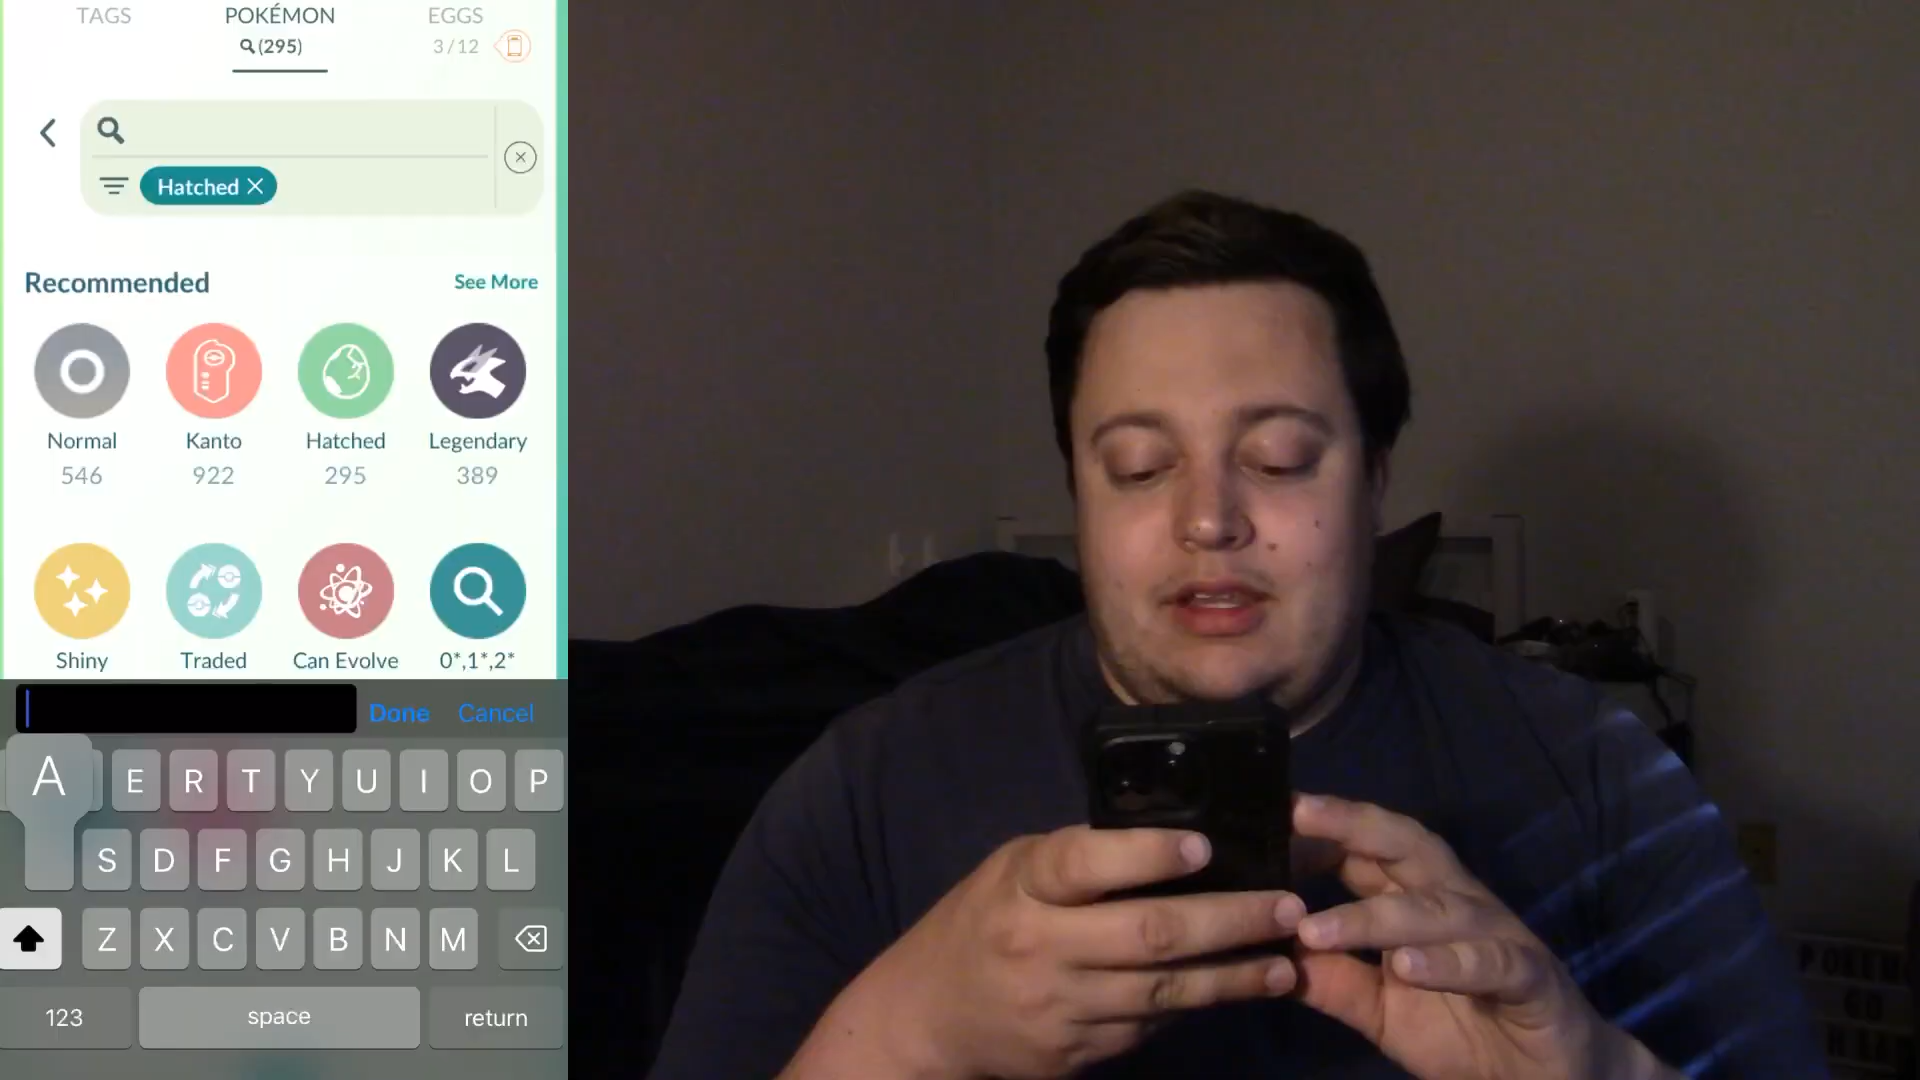 TAGS POKÉMON EGGS
(295) 3/12
Hatched
Recommended See More
Normal Kanto Hatched Legendary
546 922 295 389
Shiny Traded Can Evolve 0*,1*,2*
Done Cancel
A E R T Y U I O P
S D F G H J K L
Z X C V B N M
123 space return
GO